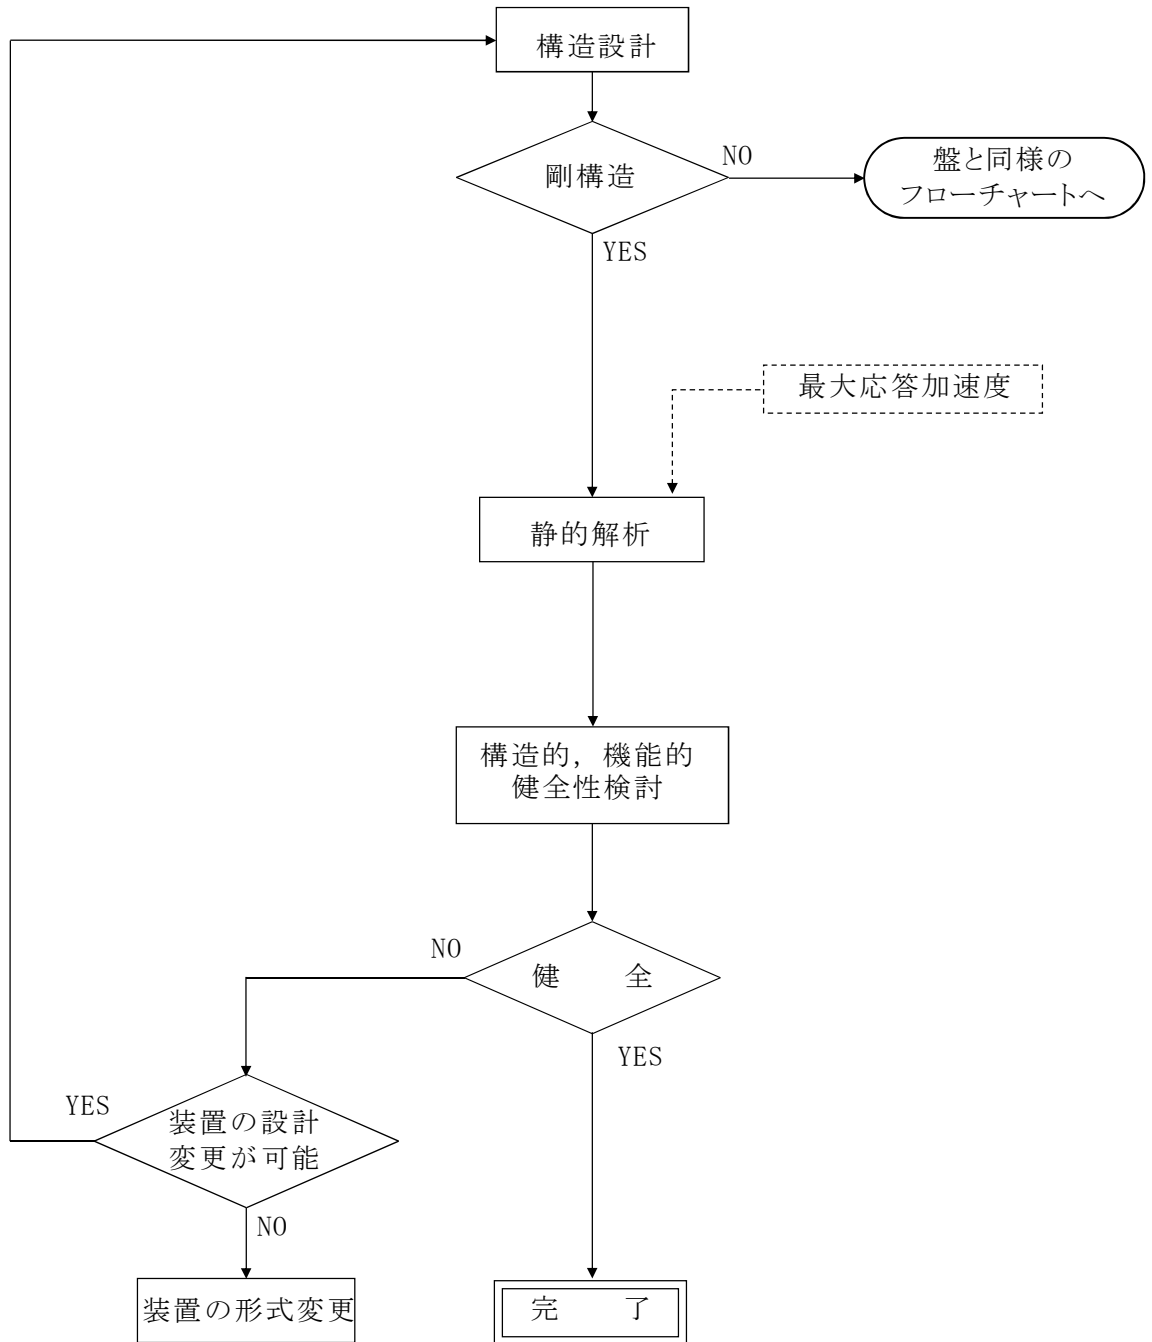 構造設計
剛構造
NO
盤と同様の
フローチャートへ
YES
最大応答加速度
静的解析
構造的，機能的
健全性検討
NO
健　　全
YES
YES
装置の設計
変更が可能
NO
装置の形式変更
完　　了